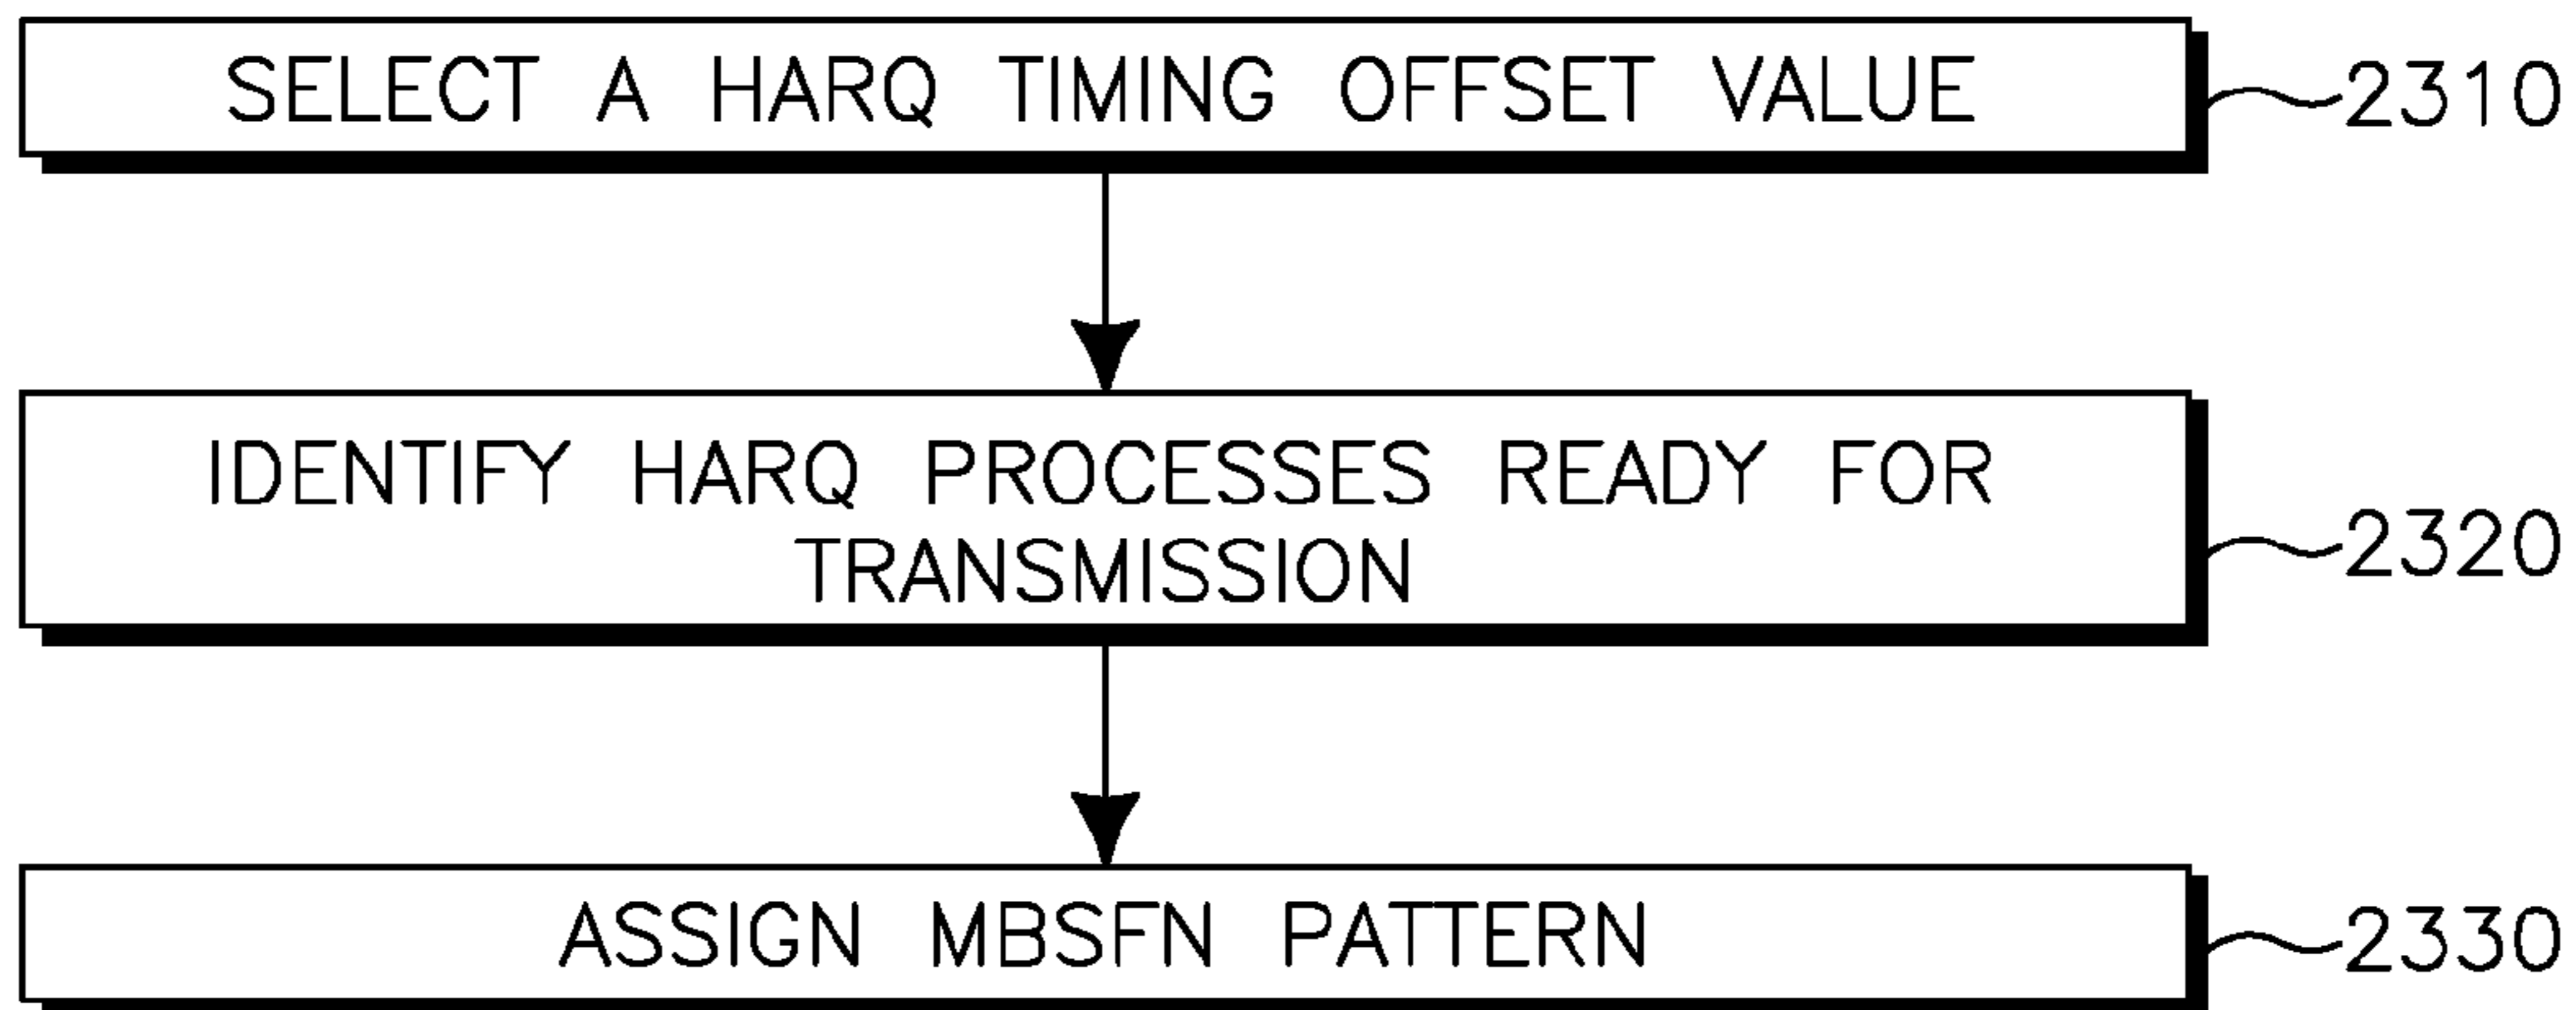 SELECT A HARQ TIMING OFFSET VALUE
2310
IDENTIFY HARQ PROCESSES READY FOR
TRANSMISSION
2320
ASSIGN MBSFN PATTERN
2330